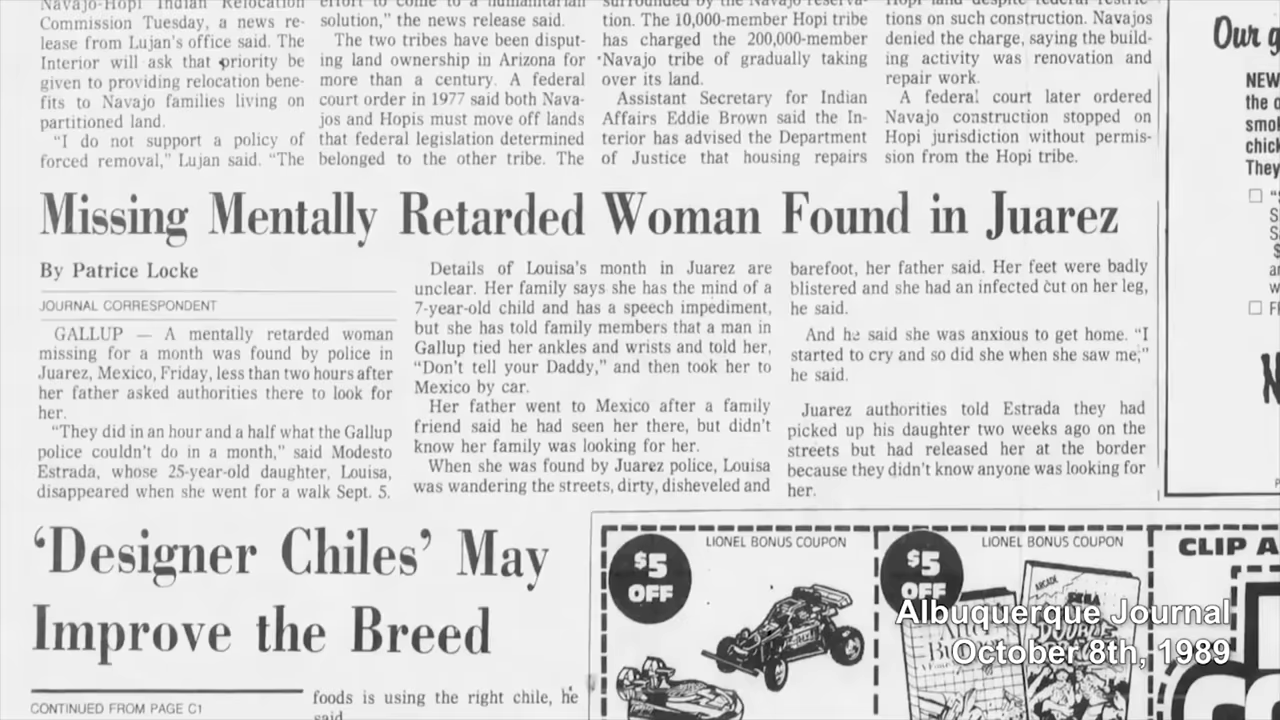 Navajo-Hopi Indian Relocation
Commission Tuesday, a news re-
lease from Lujan's office said. The
Interior will ask that priority be
given to providing relocation bene-
fits to Navajo families living on
partitioned land.
"I do not support a policy of
forced removal," Lujan said. "The
effort to come to a humanitarian
solution," the news release said.
The two tribes have been disput-
ing land ownership in Arizona for
more than a century. A federal
court order in 1977 said both Nava-
jos and Hopis must move off lands
that federal legislation determined
belonged to the other tribe. The
surrounded by the Navajo reserva-
tion. The 10,000-member Hopi tribe
has charged the 200,000-member
Navajo tribe of gradually taking
over its land.
Assistant Secretary for Indian
Affairs Eddie Brown said the In-
terior has advised the Department
of Justice that housing repairs
Hopi land despite federal restric-
tions on such construction. Navajos
denied the charge, saying the build-
ing activity was renovation and
repair work.
A federal court later ordered
Navajo construction stopped on
Hopi jurisdiction without permis-
sion from the Hopi tribe.
Missing Mentally Retarded Woman Found in Juarez
By Patrice Locke
JOURNAL CORRESPONDENT
GALLUP — A mentally retarded woman
missing for a month was found by police in
Juarez, Mexico, Friday, less than two hours after
her father asked authorities there to look for
her.
"They did in an hour and a half what the Gallup
police couldn't do in a month," said Modesto
Estrada, whose 25-year-old daughter, Louisa,
disappeared when she went for a walk Sept. 5.
Details of Louisa's month in Juarez are
unclear. Her family says she has the mind of a
7-year-old child and has a speech impediment,
but she has told family members that a man in
Gallup tied her ankles and wrists and told her,
"Don't tell your Daddy," and then took her to
Mexico by car.
Her father went to Mexico after a family
friend said he had seen her there, but didn't
know her family was looking for her.
When she was found by Juarez police, Louisa
was wandering the streets, dirty, disheveled and
barefoot, her father said. Her feet were badly
blistered and she had an infected cut on her leg,
he said.
And he said she was anxious to get home. "I
started to cry and so did she when she saw me,"
he said.
Juarez authorities told Estrada they had
picked up his daughter two weeks ago on the
streets but had released her at the border
because they didn't know anyone was looking for
her.
'Designer Chiles' May
Improve the Breed
CONTINUED FROM PAGE C1
foods is using the right chile, he
said.
$5
OFF
LIONEL BONUS COUPON
$5
OFF
LIONEL BONUS COUPON
ARCADE
SEGA
CLIP A
Our g
NEW
the o
smol
chick
They
Albuquerque Journal
October 8th, 1989